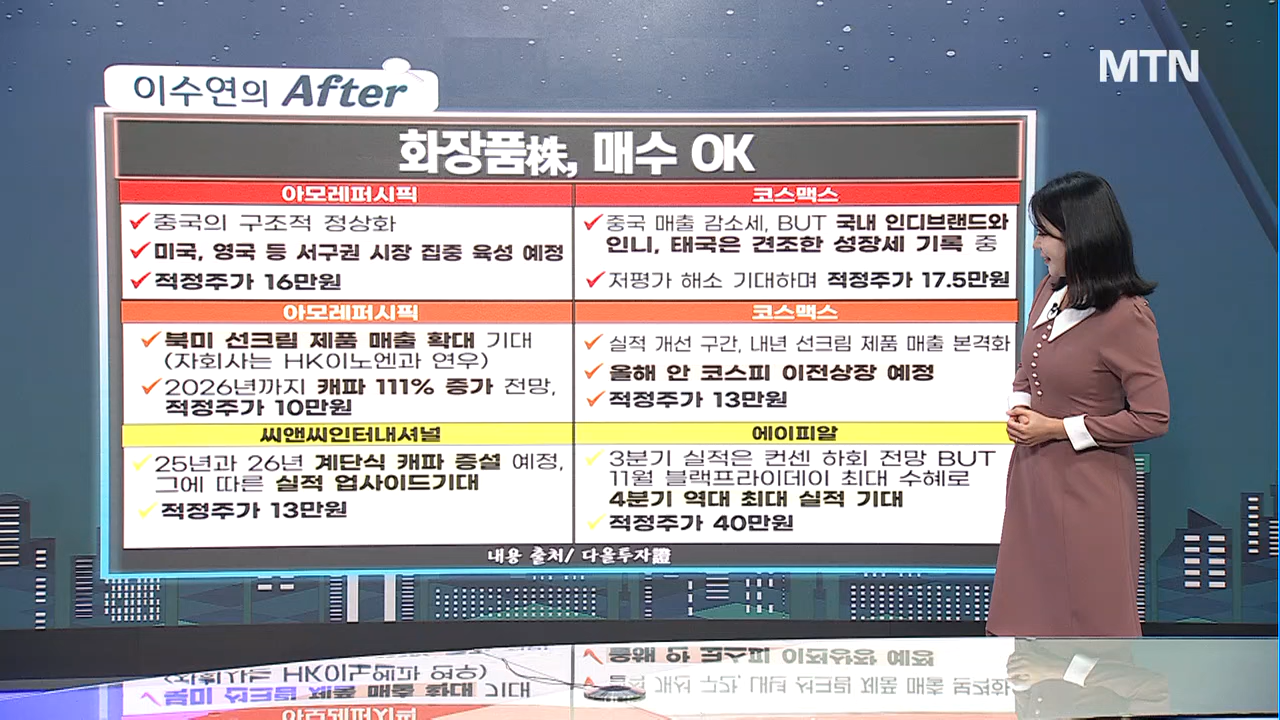 MTN
이수연의 After
화장품株, 매수 OK
아모레퍼시픽
중국의 구조적 정상화
미국, 영국 등 서구권 시장 집중 육성 예정
적정주가 16만원
코스맥스
중국 매출 감소세, BUT 국내 인디브랜드와
인니, 태국은 견조한 성장세 기록 중
저평가 해소 기대하며 적정주가 17.5만원
아모레퍼시픽
북미 선크림 제품 매출 확대 기대
(자회사는 HK이노엔과 연우)
2026년까지 캐파 111% 증가 전망,
적정주가 10만원
코스맥스
실적 개선 구간, 내년 선크림 제품 매출 본격화
올해 안 코스피 이전상장 예정
적정주가 13만원
씨앤씨인터내셔널
25년과 26년 계단식 캐파 증설 예정,
그에 따른 실적 업사이드기대
적정주가 13만원
에이피알
3분기 실적은 컨센 하회 전망 BUT
11월 블랙프라이데이 최대 수혜로
4분기 역대 최대 실적 기대
적정주가 40만원
내용 출처/ 다올투자證